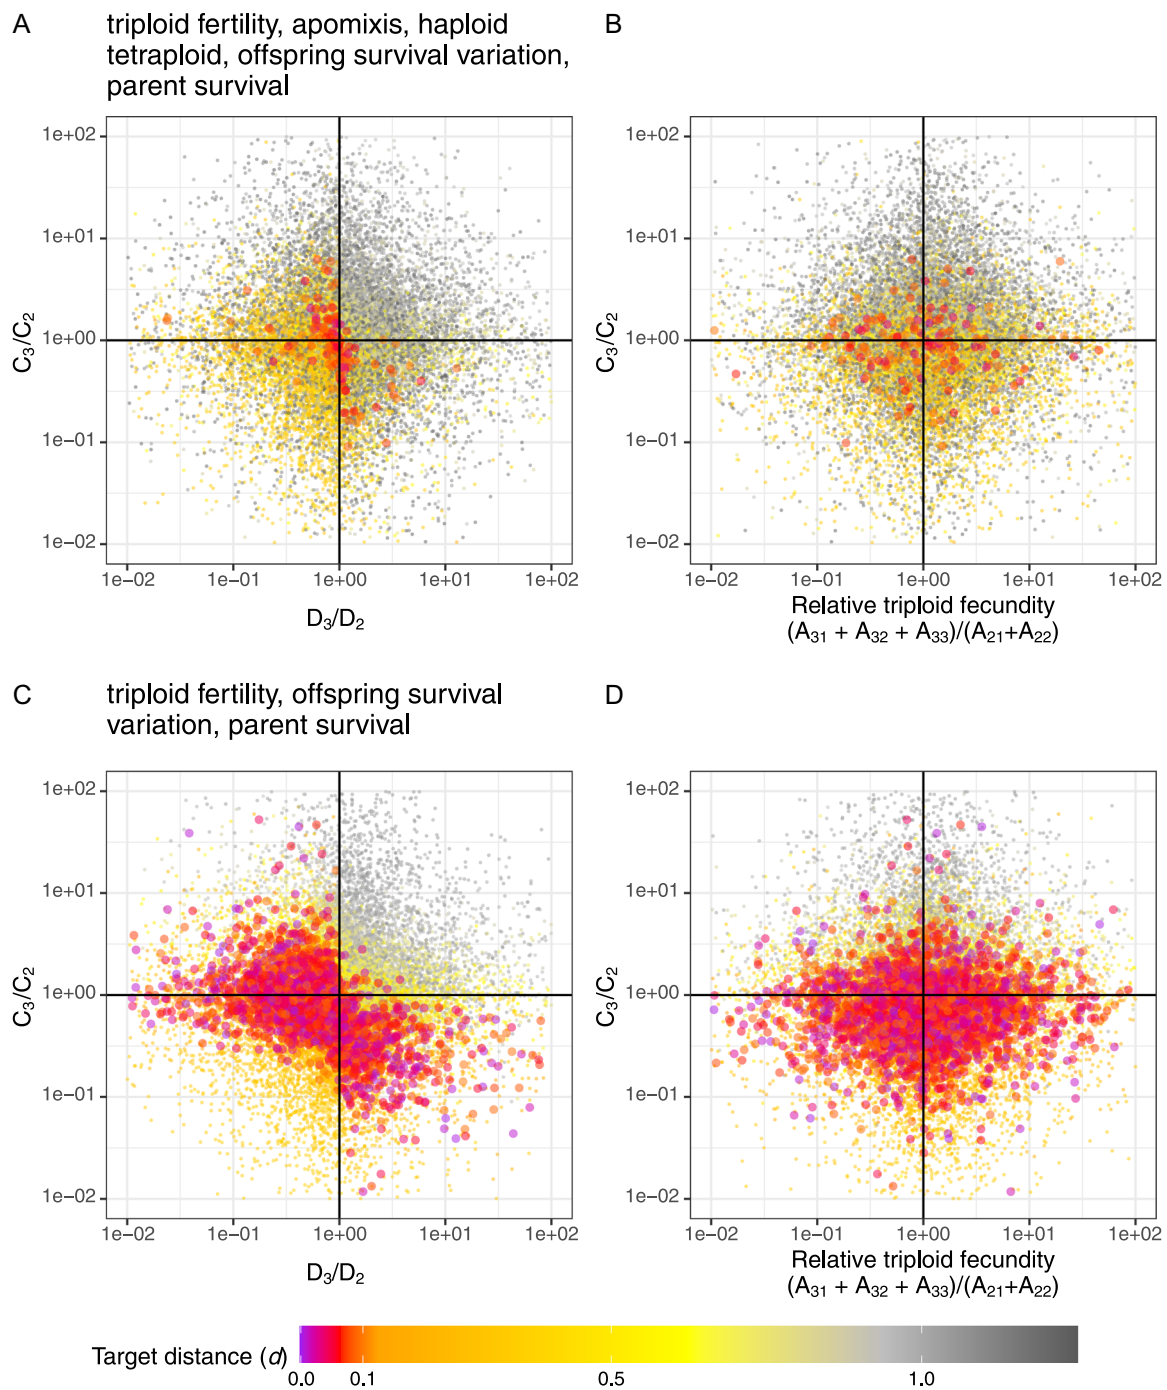 A
triploid fertility, apomixis, haploid
tetraploid, offspring survival variation,
parent survival
B
1e+02
1e+01
1e+00
1e−01
1e−02
C3/C2
1e−02 1e−01 1e+00 1e+01 1e+02
D3/D2
1e+02
1e+01
1e+00
1e−01
1e−02
C3/C2
1e−02 1e−01 1e+00 1e+01 1e+02
Relative triploid fecundity
(A31 + A32 + A33)/(A21+A22)
C
triploid fertility, offspring survival
variation, parent survival
D
1e+02
1e+01
1e+00
1e−01
1e−02
C3/C2
1e−02 1e−01 1e+00 1e+01 1e+02
D3/D2
1e+02
1e+01
1e+00
1e−01
1e−02
C3/C2
1e−02 1e−01 1e+00 1e+01 1e+02
Relative triploid fecundity
(A31 + A32 + A33)/(A21+A22)
Target distance (d)
0.0 0.1 0.5 1.0